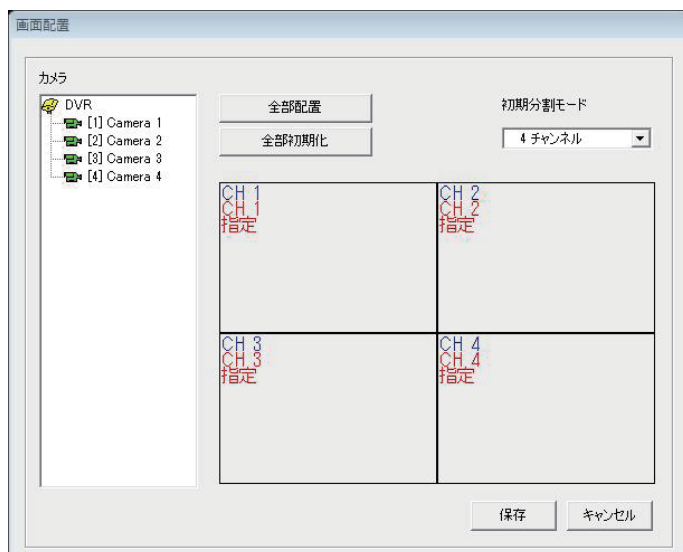 画面配置
カメラ
DVR
[1] Camera 1
[2] Camera 2
[3] Camera 3
[4] Camera 4
全部配置
全部初期化
初期分割モード
4 チャンネル
CH 1
CH 1
指定
CH 2
CH 2
指定
CH 3
CH 3
指定
CH 4
CH 4
指定
保存
キャンセル